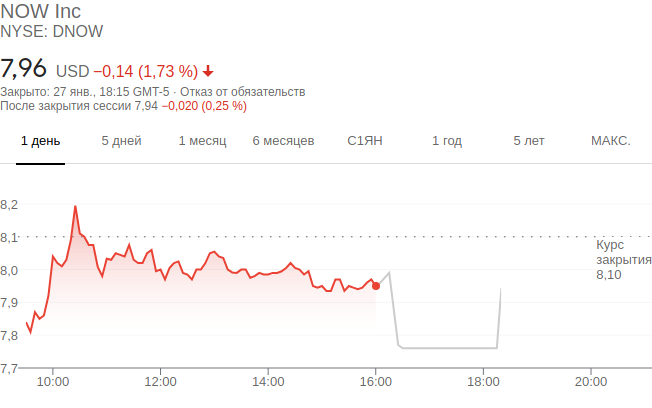 NOW Inc
NYSE: DNOW
7,96 USD −0,14 (1,73 %)
Закрыто: 27 янв., 18:15 GMT-5 · Отказ от обязательств
После закрытия сессии 7,94 −0,020 (0,25 %)
1 день 5 дней 1 месяц 6 месяцев С1ЯН 1 год 5 лет МАКС.
8,2
8,1
Курс
закрытия
8,10
8,0
7,9
7,8
7,7
10:00 12:00 14:00 16:00 18:00 20:00